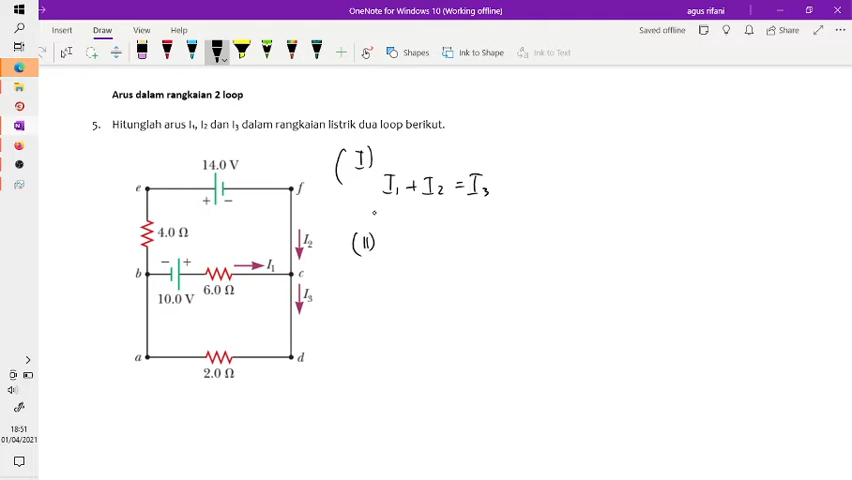 OneNote for Windows 10 (Working offline)
agus rifani
Insert Draw View Help
Saved offline
Share
Shapes Ink to Shape Ink to Text
Arus dalam rangkaian 2 loop
5. Hitunglah arus I₁, I₂ dan I₃ dalam rangkaian listrik dua loop berikut.
14.0 V
e + − f
4.0 Ω
I₂
b − + I₁ c
6.0 Ω
10.0 V
I₃
a d
2.0 Ω
(I)
I₁ + I₂ = I₃
(II)
18:51
01/04/2021